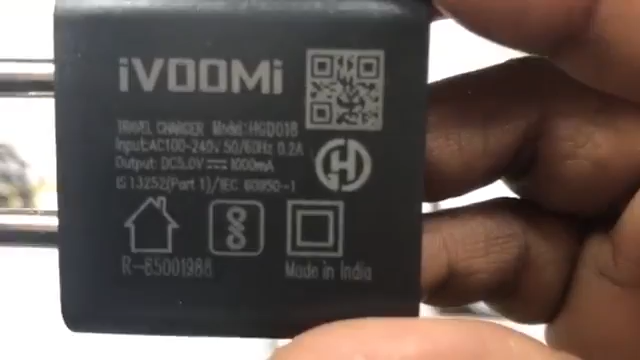 iVOOMi
TRAVEL CHARGER Model:HGD01B
Input:AC100-240v 50/60Hz 0.2A
Output: DC5.0V ⎓ 1000mA
IS 13252(Part 1)/IEC 60950-1
R-65001988
Made in India